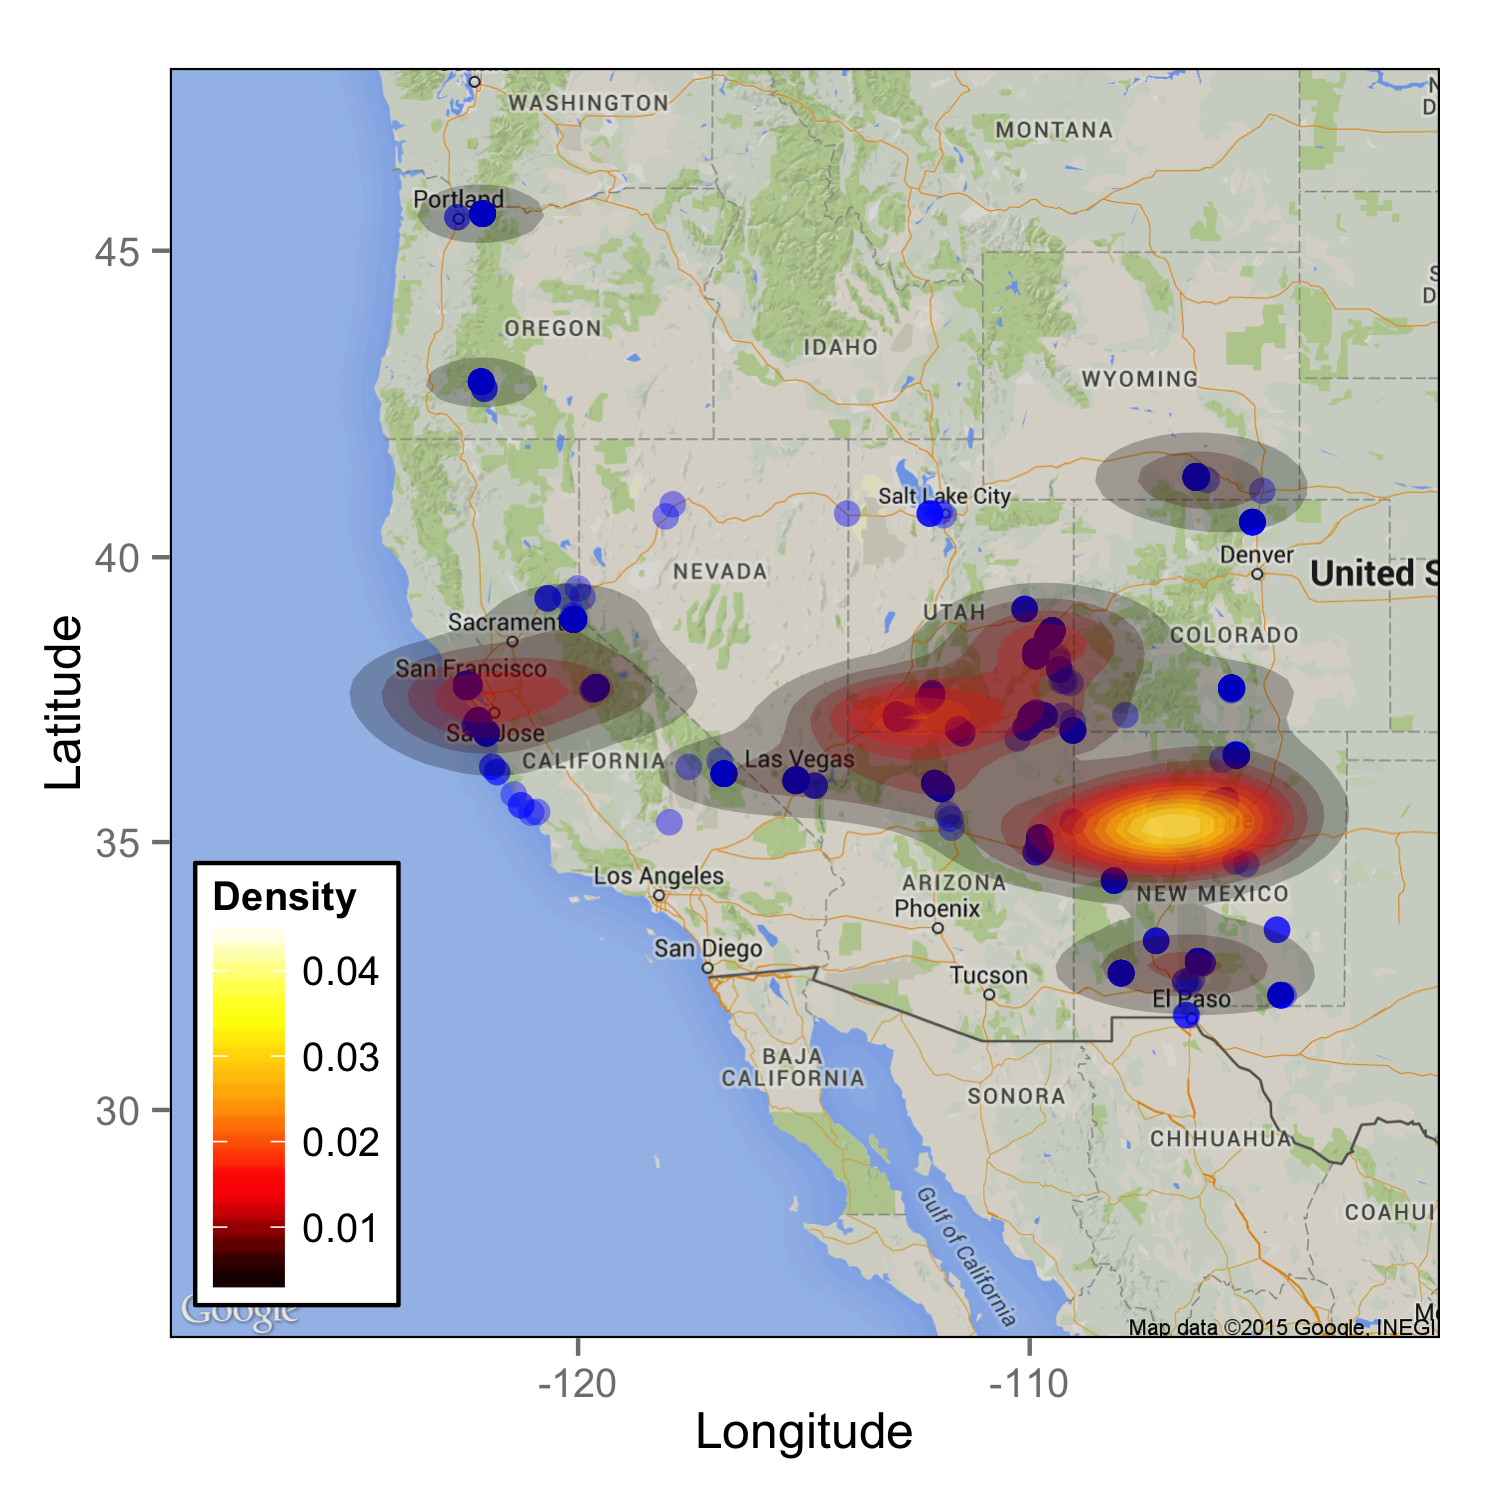 WASHINGTON
MONTANA
N
D
Portland
45
S
D
OREGON
IDAHO
WYOMING
Salt Lake City
40
NEVADA
Denver
United S
UTAH
Sacrament
COLORADO
San Francisco
San Jose
CALIFORNIA
Las Vegas
35
Los Angeles
ARIZONA
NEW MEXICO
Phoenix
San Diego
Tucson
El Paso
BAJA
CALIFORNIA
SONORA
30
CHIHUAHUA
COAHUI
Gulf of California
Density
0.04
0.03
0.02
0.01
Google
Mo
Map data ©2015 Google, INEGI
-120
-110
Longitude
Latitude